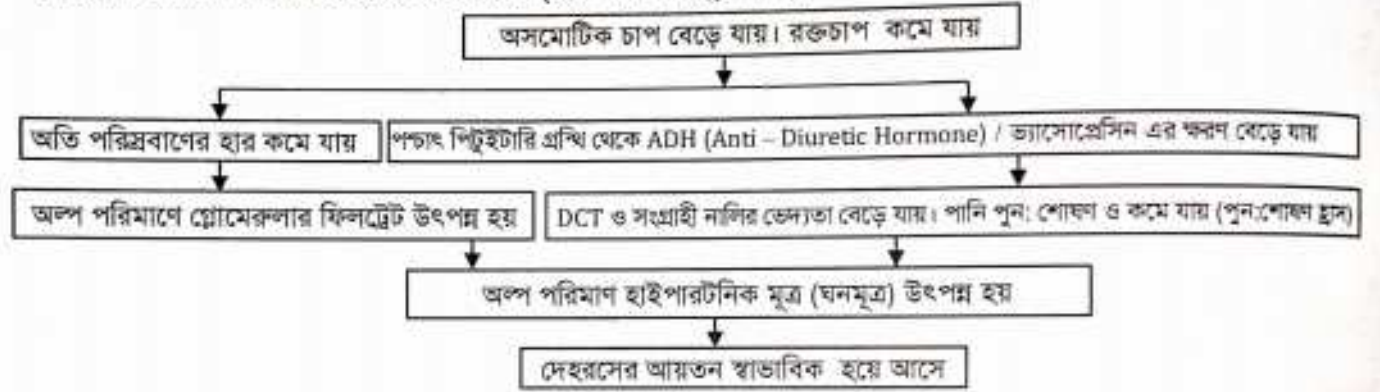 অসমোটিক চাপ বেড়ে যায়। রক্তচাপ কমে যায়
অতি পরিস্রবাণের হার কমে যায়
পশ্চাৎ পিটুইটারি গ্রন্থি থেকে ADH (Anti – Diuretic Hormone) / ভ্যাসোপ্রেসিন এর ক্ষরণ বেড়ে যায়
অল্প পরিমাণে গ্লোমেরুলার ফিলট্রেট উৎপন্ন হয়
DCT ও সংগ্রাহী নালির ভেদ্যতা বেড়ে যায়। পানি পুন: শোষণ ও কমে যায় (পুন:শোষণ হ্রাস)
অল্প পরিমাণ হাইপারটনিক মূত্র (ঘনমূত্র) উৎপন্ন হয়
দেহরসের আয়তন স্বাভাবিক হয়ে আসে